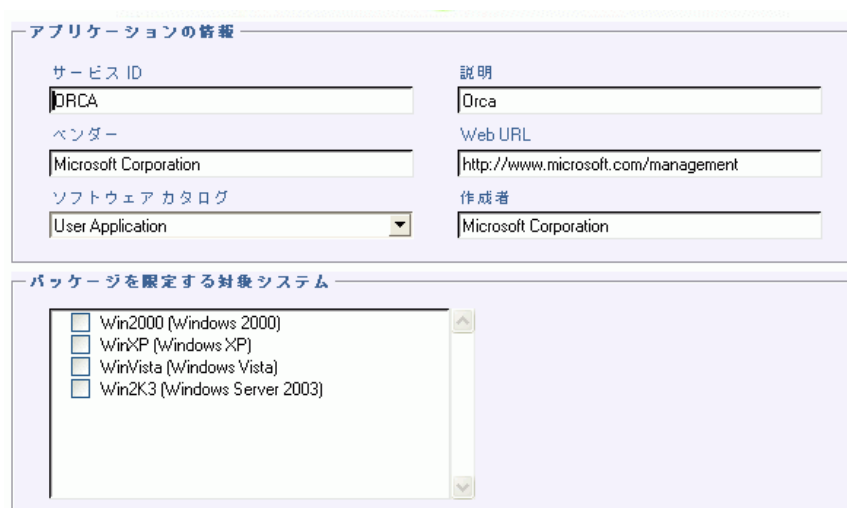 アプリケーションの情報
サービス ID
説明
ORCA
Orca
ベンダー
Web URL
Microsoft Corporation
http://www.microsoft.com/management
ソフトウェア カタログ
作成者
User Application
Microsoft Corporation
パッケージを限定する対象システム
Win2000 (Windows 2000)
WinXP (Windows XP)
WinVista (Windows Vista)
Win2K3 (Windows Server 2003)